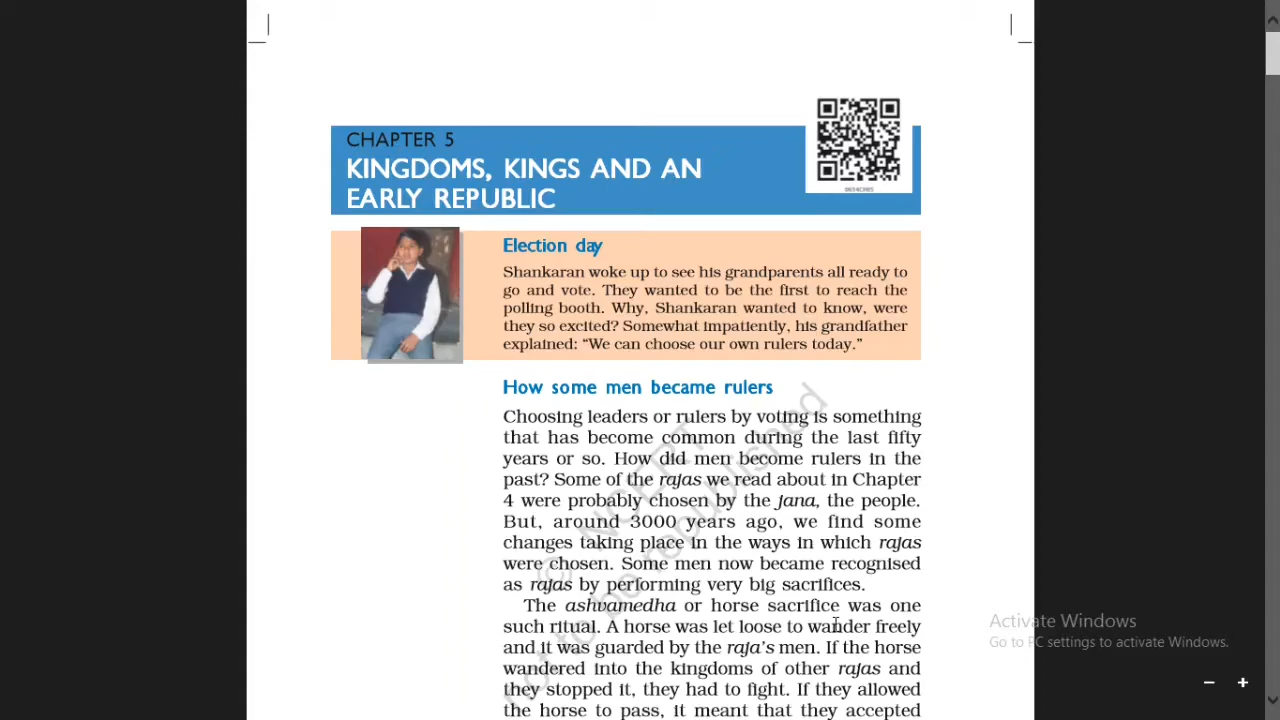 CHAPTER 5
KINGDOMS, KINGS AND AN
EARLY REPUBLIC
Election day
Shankaran woke up to see his grandparents all ready to
go and vote. They wanted to be the first to reach the
polling booth. Why, Shankaran wanted to know, were
they so excited? Somewhat impatiently, his grandfather
explained: “We can choose our own rulers today.”
How some men became rulers
Choosing leaders or rulers by voting is something
that has become common during the last fifty
years or so. How did men become rulers in the
past? Some of the rajas we read about in Chapter
4 were probably chosen by the jana, the people.
But, around 3000 years ago, we find some
changes taking place in the ways in which rajas
were chosen. Some men now became recognised
as rajas by performing very big sacrifices.
The ashvamedha or horse sacrifice was one
such ritual. A horse was let loose to wander freely
and it was guarded by the raja’s men. If the horse
wandered into the kingdoms of other rajas and
they stopped it, they had to fight. If they allowed
the horse to pass, it meant that they accepted
© NCERT
not to be republished
Activate Windows
Go to PC settings to activate Windows.